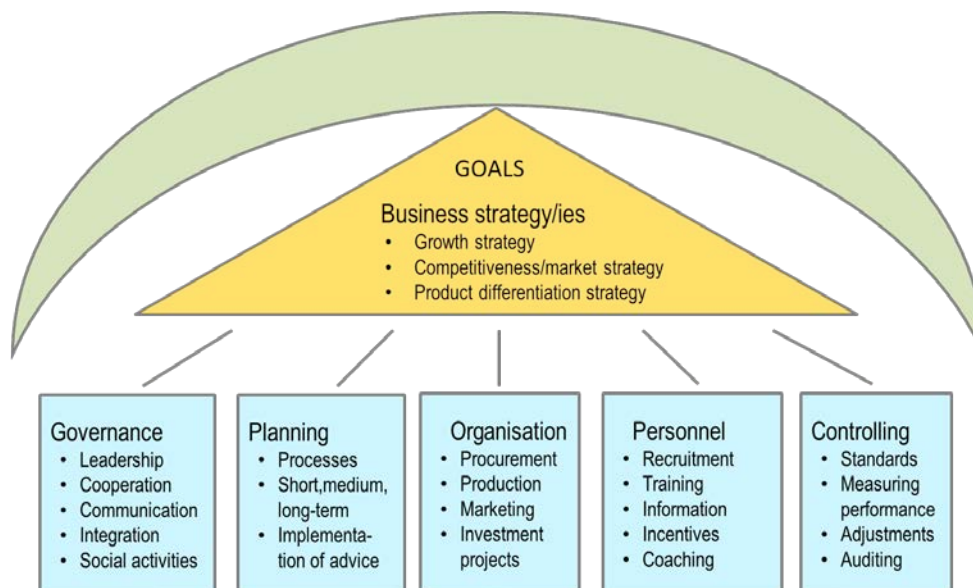 GOALS
Business strategy/ies
• Growth strategy
• Competitiveness/market strategy
• Product differentiation strategy
Governance
• Leadership
• Cooperation
• Communication
• Integration
• Social activities
Planning
• Processes
• Short,medium,
long-term
• Implementa-
tion of advice
Organisation
• Procurement
• Production
• Marketing
• Investment
projects
Personnel
• Recruitment
• Training
• Information
• Incentives
• Coaching
Controlling
• Standards
• Measuring
performance
• Adjustments
• Auditing